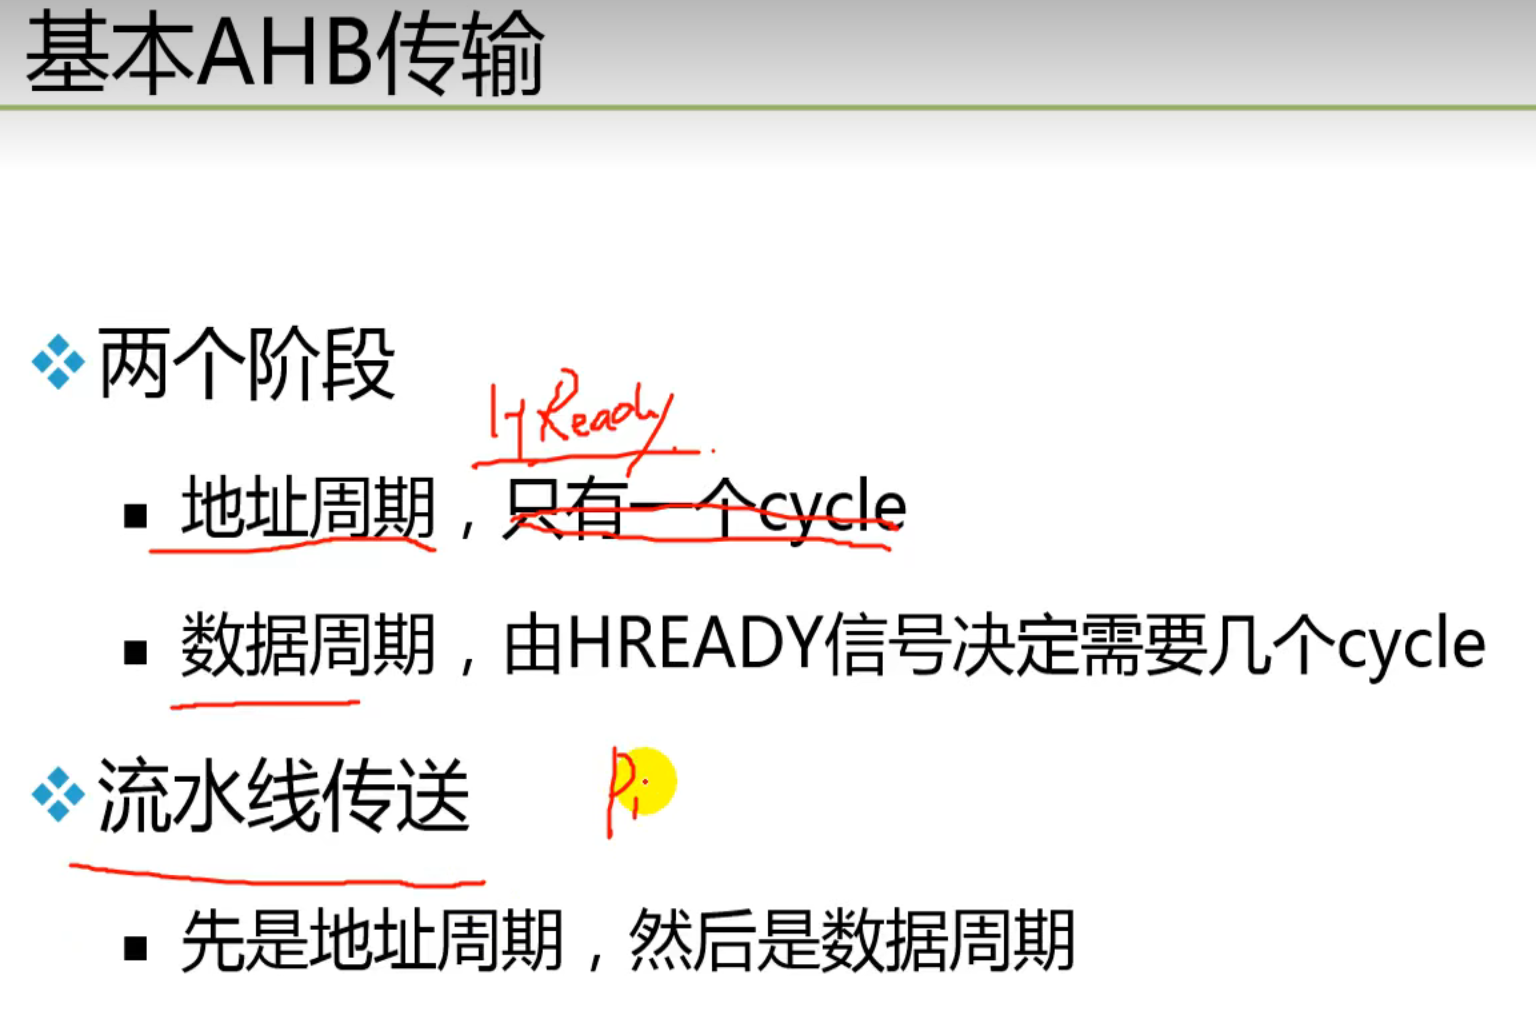 基本AHB传输
两个阶段
HReady
地址周期，只有一个cycle
数据周期，由HREADY信号决定需要几个cycle
流水线传送
Pi
先是地址周期，然后是数据周期